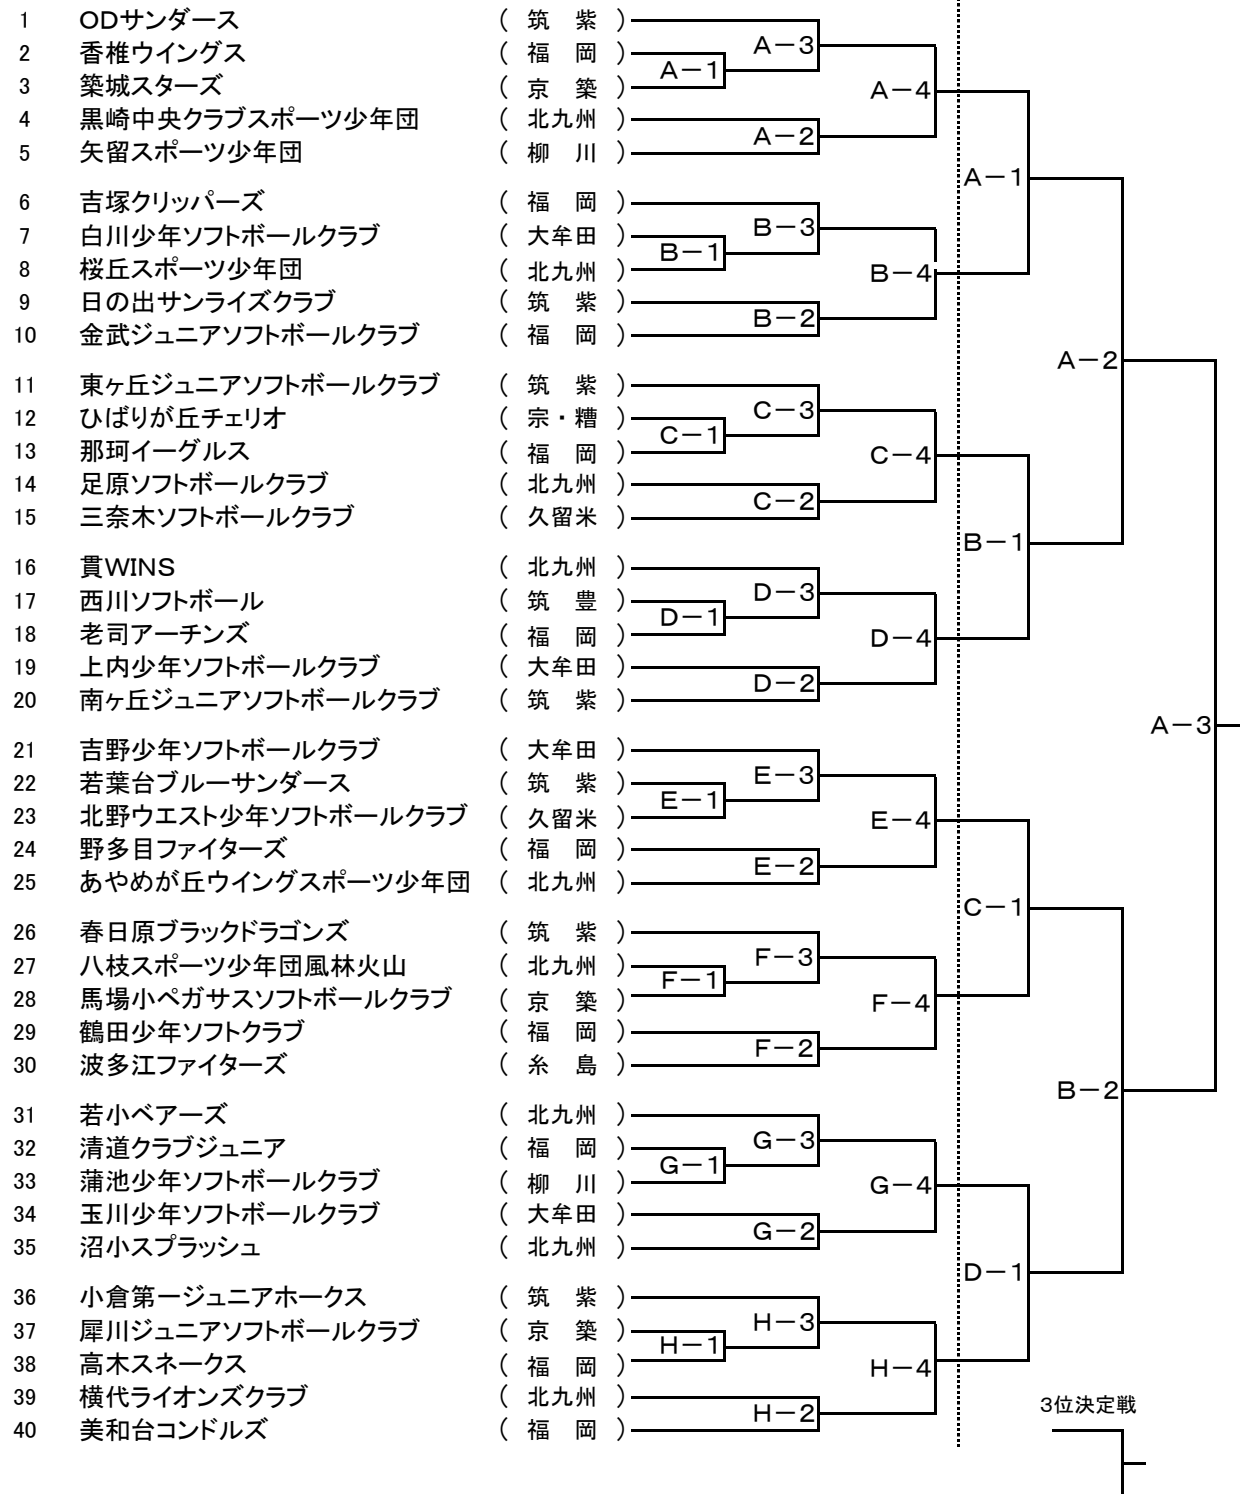 1 ODサンダース ( 筑 紫 )
2 香椎ウイングス ( 福 岡 )
3 築城スターズ ( 京 築 )
4 黒崎中央クラブスポーツ少年団 ( 北九州 )
5 矢留スポーツ少年団 ( 柳 川 )
A－1
A－3
A－2
A－4
6 吉塚クリッパーズ ( 福 岡 )
7 白川少年ソフトボールクラブ ( 大牟田 )
8 桜丘スポーツ少年団 ( 北九州 )
9 日の出サンライズクラブ ( 筑 紫 )
10 金武ジュニアソフトボールクラブ ( 福 岡 )
B－1
B－3
B－2
B－4
11 東ヶ丘ジュニアソフトボールクラブ ( 筑 紫 )
12 ひばりが丘チェリオ ( 宗・糟 )
13 那珂イーグルス ( 福 岡 )
14 足原ソフトボールクラブ ( 北九州 )
15 三奈木ソフトボールクラブ ( 久留米 )
C－1
C－3
C－2
C－4
16 貫WINS ( 北九州 )
17 西川ソフトボール ( 筑 豊 )
18 老司アーチンズ ( 福 岡 )
19 上内少年ソフトボールクラブ ( 大牟田 )
20 南ヶ丘ジュニアソフトボールクラブ ( 筑 紫 )
D－1
D－3
D－2
D－4
21 吉野少年ソフトボールクラブ ( 大牟田 )
22 若葉台ブルーサンダース ( 筑 紫 )
23 北野ウエスト少年ソフトボールクラブ ( 久留米 )
24 野多目ファイターズ ( 福 岡 )
25 あやめが丘ウイングスポーツ少年団 ( 北九州 )
E－1
E－3
E－2
E－4
26 春日原ブラックドラゴンズ ( 筑 紫 )
27 八枝スポーツ少年団風林火山 ( 北九州 )
28 馬場小ペガサスソフトボールクラブ ( 京 築 )
29 鶴田少年ソフトクラブ ( 福 岡 )
30 波多江ファイターズ ( 糸 島 )
F－1
F－3
F－2
F－4
31 若小ベアーズ ( 北九州 )
32 清道クラブジュニア ( 福 岡 )
33 蒲池少年ソフトボールクラブ ( 柳 川 )
34 玉川少年ソフトボールクラブ ( 大牟田 )
35 沼小スプラッシュ ( 北九州 )
G－1
G－3
G－2
G－4
36 小倉第一ジュニアホークス ( 筑 紫 )
37 犀川ジュニアソフトボールクラブ ( 京 築 )
38 高木スネークス ( 福 岡 )
39 横代ライオンズクラブ ( 北九州 )
40 美和台コンドルズ ( 福 岡 )
H－1
H－3
H－2
H－4
A－1
B－1
C－1
D－1
A－2
B－2
A－3
3位決定戦